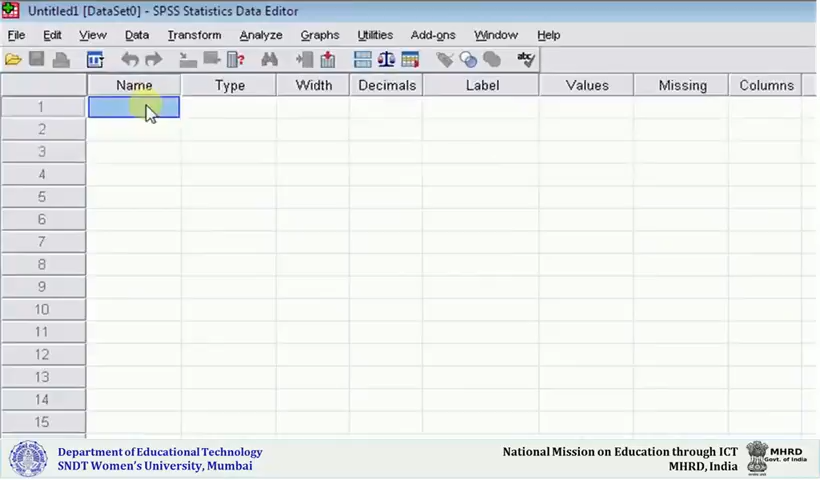 Untitled1 [DataSet0] - SPSS Statistics Data Editor
File Edit View Data Transform Analyze Graphs Utilities Add-ons Window Help
Name Type Width Decimals Label Values Missing Columns
1
2
3
4
5
6
7
8
9
10
11
12
13
14
15
Department of Educational Technology
SNDT Women's University, Mumbai
National Mission on Education through ICT
MHRD, India
MHRD
Govt. of India